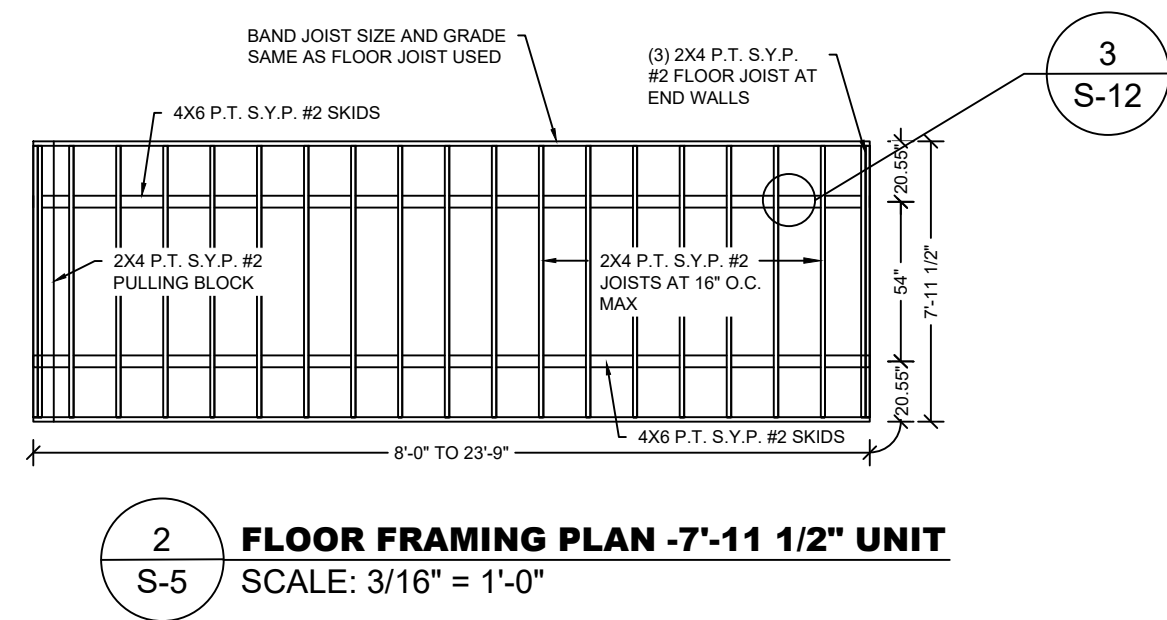 BAND JOIST SIZE AND GRADE
SAME AS FLOOR JOIST USED
(3) 2X4 P.T. S.Y.P.
#2 FLOOR JOIST AT
END WALLS
3
S-12
4X6 P.T. S.Y.P. #2 SKIDS
20.55"
2X4 P.T. S.Y.P. #2
PULLING BLOCK
2X4 P.T. S.Y.P. #2
JOISTS AT 16" O.C.
MAX
54"
7'-11 1/2"
20.55"
4X6 P.T. S.Y.P. #2 SKIDS
8'-0" TO 23'-9"
2
S-5
FLOOR FRAMING PLAN -7'-11 1/2" UNIT
SCALE: 3/16" = 1'-0"